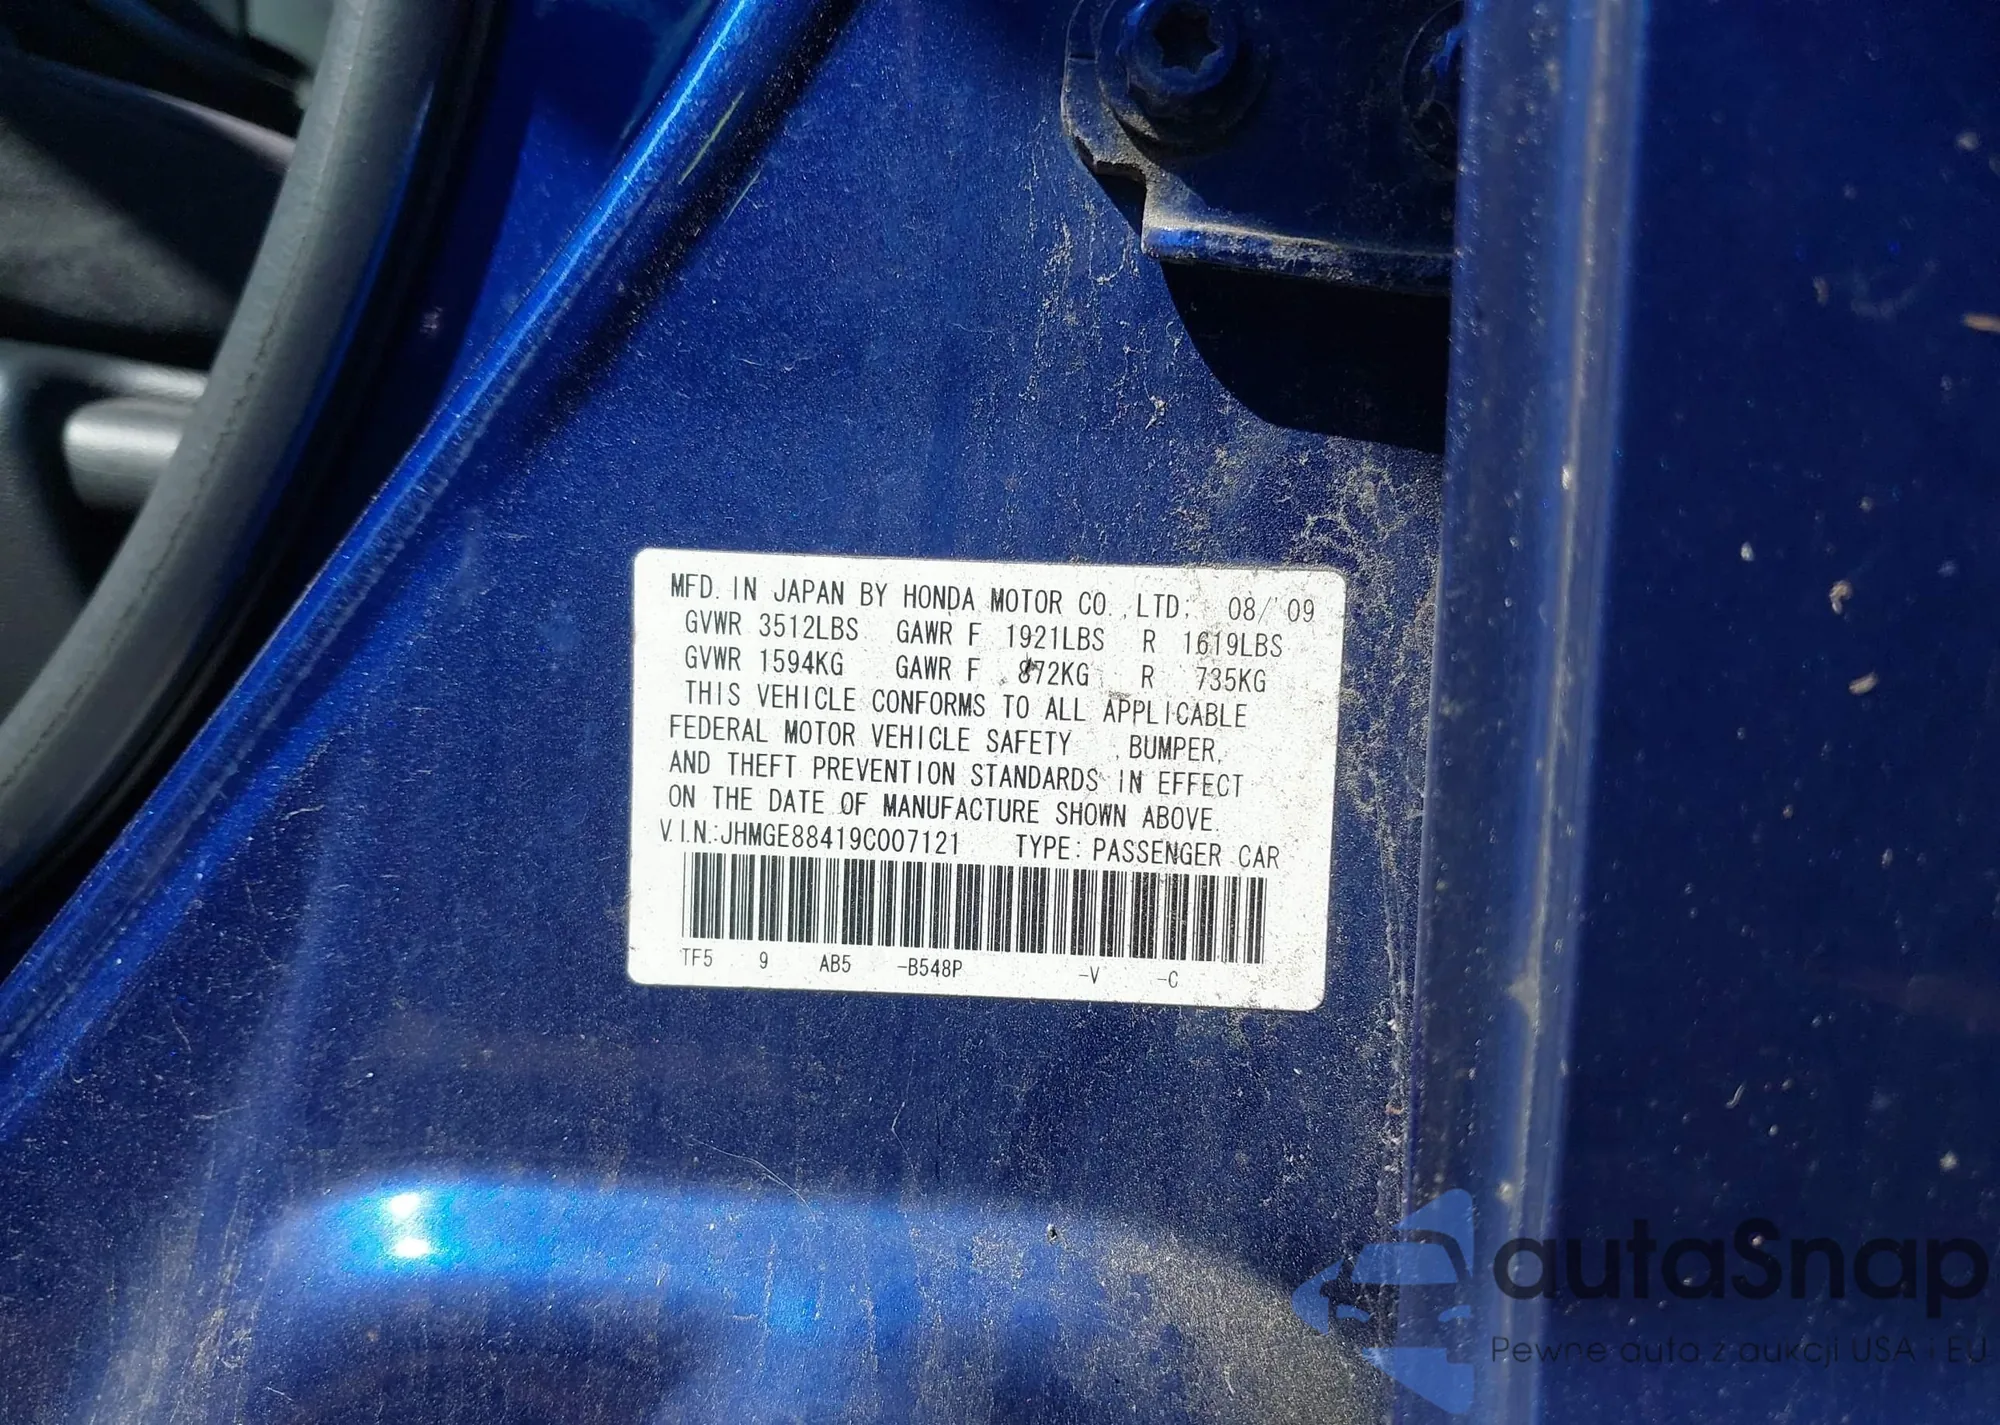 MFD. IN JAPAN BY HONDA MOTOR CO., LTD; 08/'09
GVWR 3512LBS GAWR F 1921LBS R 1619LBS
GVWR 1594KG GAWR F 872KG R 735KG
THIS VEHICLE CONFORMS TO ALL APPLICABLE
FEDERAL MOTOR VEHICLE SAFETY , BUMPER,
AND THEFT PREVENTION STANDARDS IN EFFECT
ON THE DATE OF MANUFACTURE SHOWN ABOVE.
V.I.N.:JHMGE88419C007121 TYPE: PASSENGER CAR
TF5 9 AB5 -B548P -V -C
autaSnap
Pewne auta z aukcji USA i EU